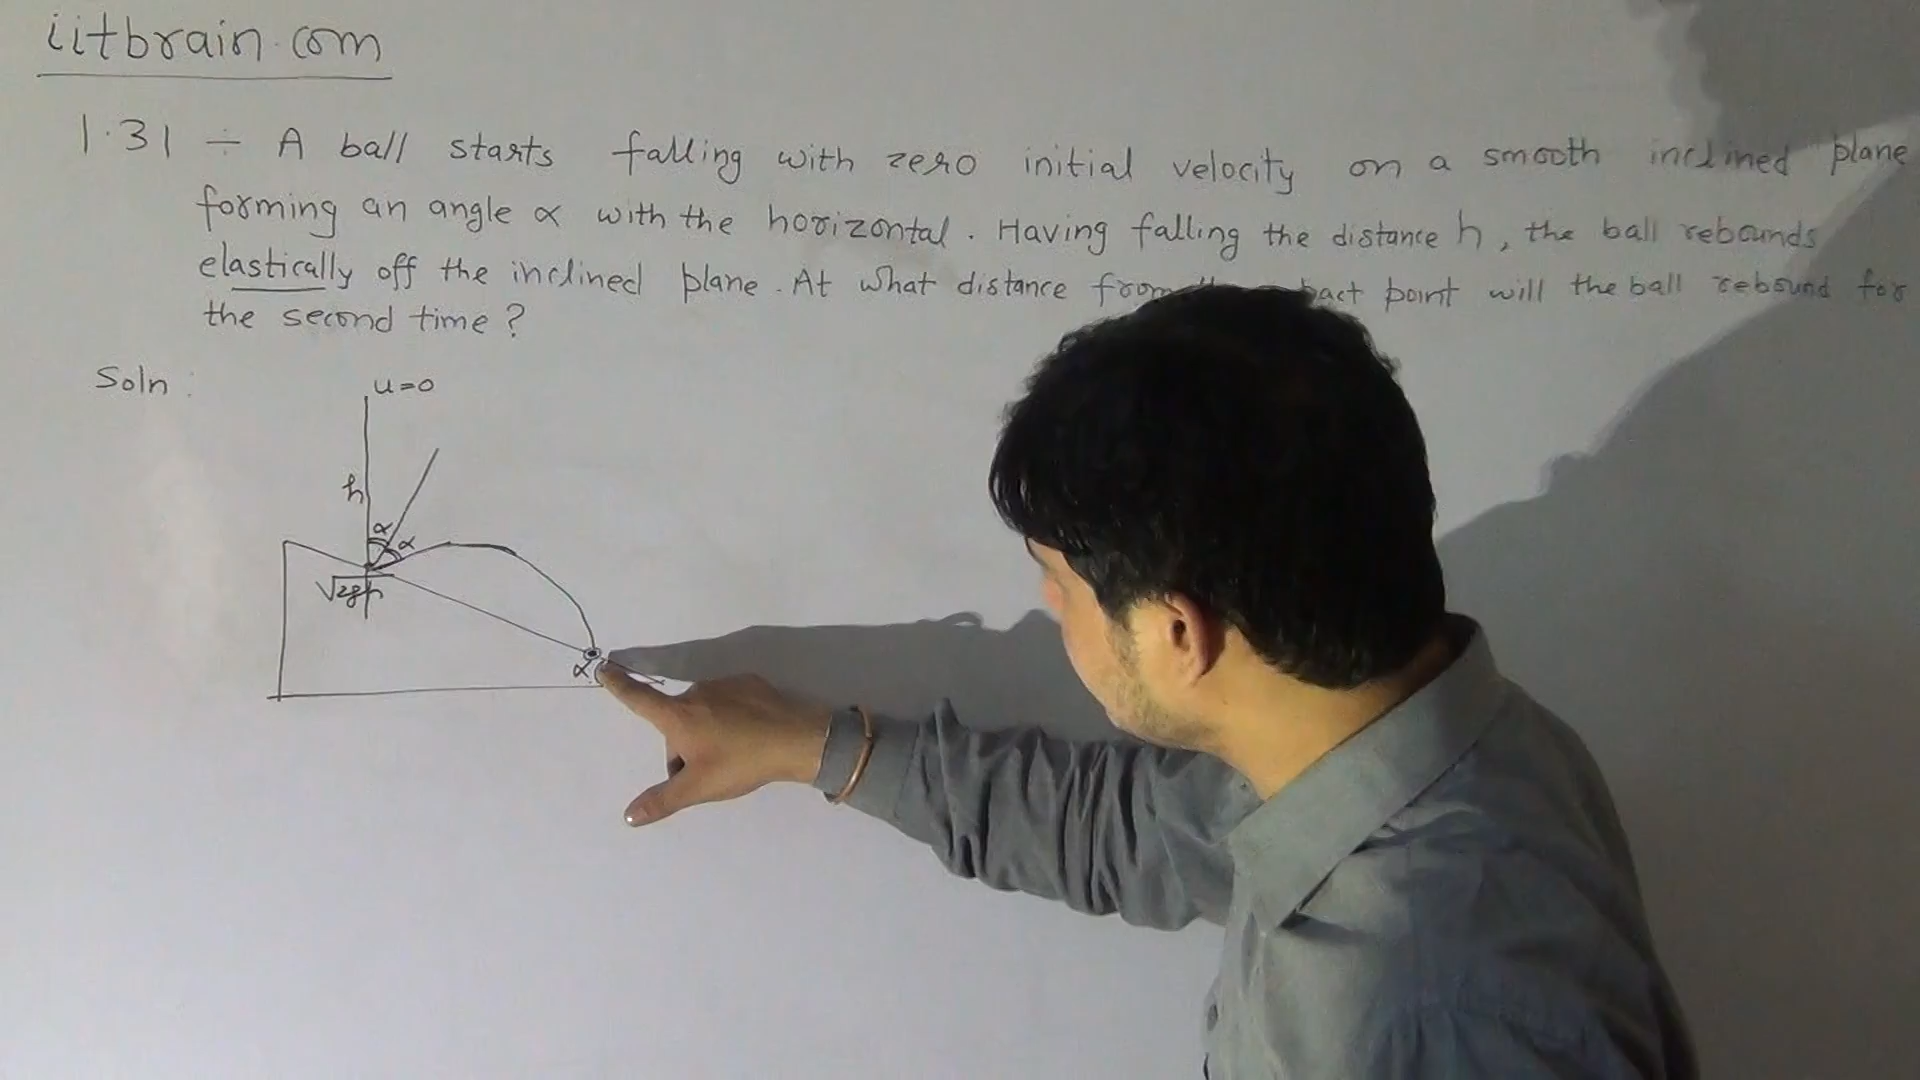 iitbrain.com
1.31 ÷ A ball starts falling with zero initial velocity on a smooth inclined plane
forming an angle α with the horizontal. Having falling the distance h, the ball rebounds
elastically off the inclined plane. At what distance from point will the ball rebound for
the second time?
Soln :
u=0
h
α
α
√2gh
α